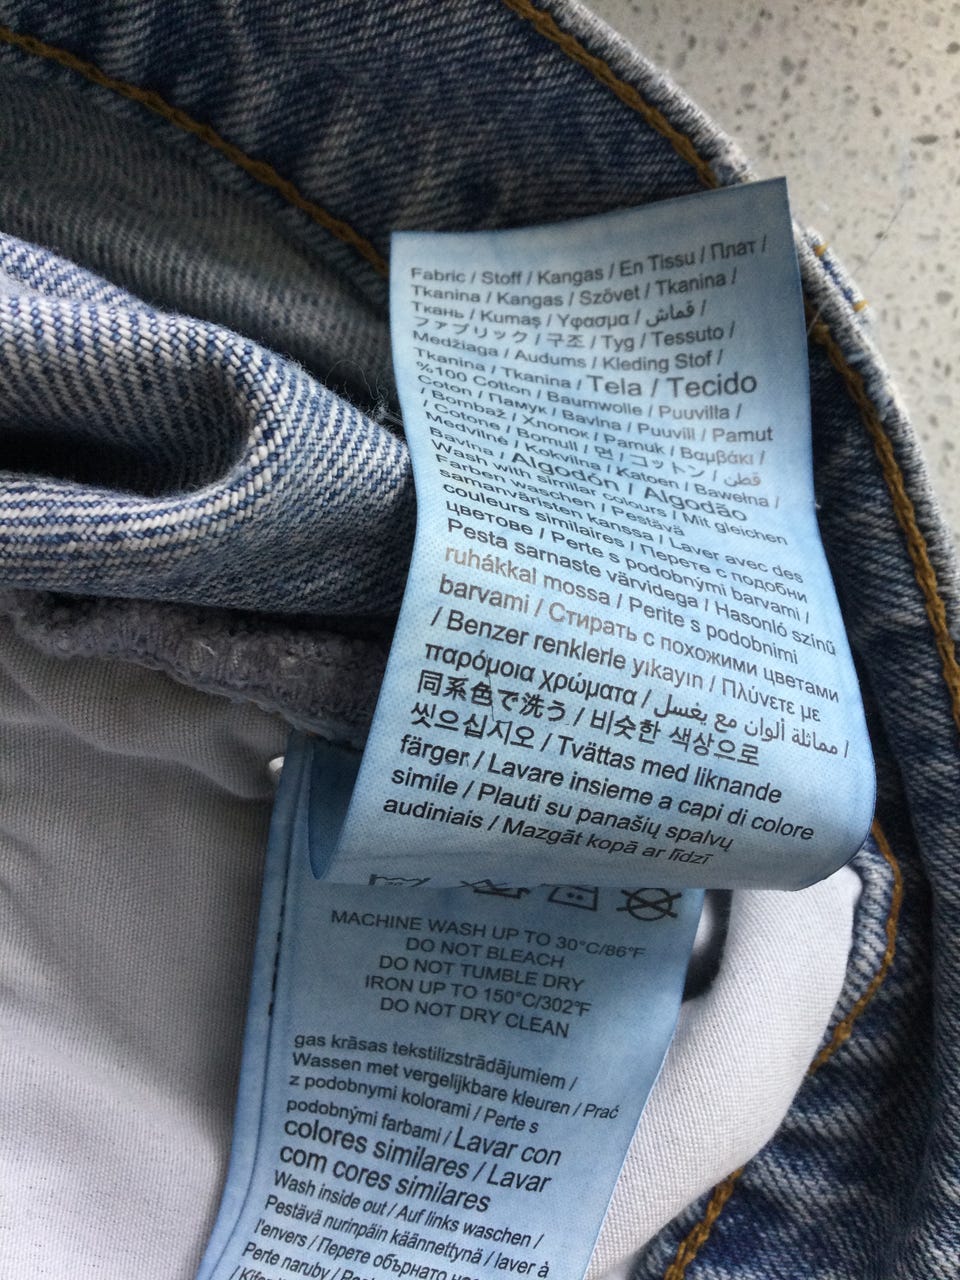 Fabric / Stoff / Kangas / En Tissu / Плат /
Tkanina / Kangas / Szövet / Tkanina /
Ткань / Kumaş / Υφασμα / قماش /
ファブリック / 구조 / Tyg / Tessuto /
Medžiaga / Audums / Kleding Stof /
Tkanina / Tkanina / Tela / Tecido
%100 Cotton / Baumwolle / Puuvilla /
Coton / Памук / Bavlna / Puuvill / Pamut
/ Bombaž / Хлопок / Pamuk / Βαμβάκι /
Cotone / Bomull / 면 / コットン / قطن /
Medvilnė / Kokvilna / Katoen / Bawełna /
Bavlna / Algodón / Algodão
Wash with similar colours / Mit gleichen
Farben waschen / Pestävä
samanväristen kanssa / Laver avec des
couleurs similaires / Перете с подобни
цветове / Perte s podobnými barvami /
Pesta sarnaste värvidega / Hasonló színű
ruhákkal mossa / Perite s podobnimi
barvami / Стирать с похожими цветами
/ Benzer renklerle yıkayın / Πλύνετε με
παρόμοια χρώματα / مماثلة ألوان مع بغسل /
同系色で洗う / 비슷한 색상으로
씻으십시오 / Tvättas med liknande
färger / Lavare insieme a capi di colore
simile / Plauti su panašių spalvų
audiniais / Mazgāt kopā ar līdzī
MACHINE WASH UP TO 30°C/86°F
DO NOT BLEACH
DO NOT TUMBLE DRY
IRON UP TO 150°C/302°F
DO NOT DRY CLEAN
gas krāsas tekstilizstrādājumiem /
Wassen met vergelijkbare kleuren / Prać
z podobnymi kolorami / Perte s
podobnými farbami / Lavar con
colores similares / Lavar
com cores similares
Wash inside out / Auf links waschen /
Pestävä nurinpäin käännettynä / laver à
l'envers / Перете обърнато
Perte naruby